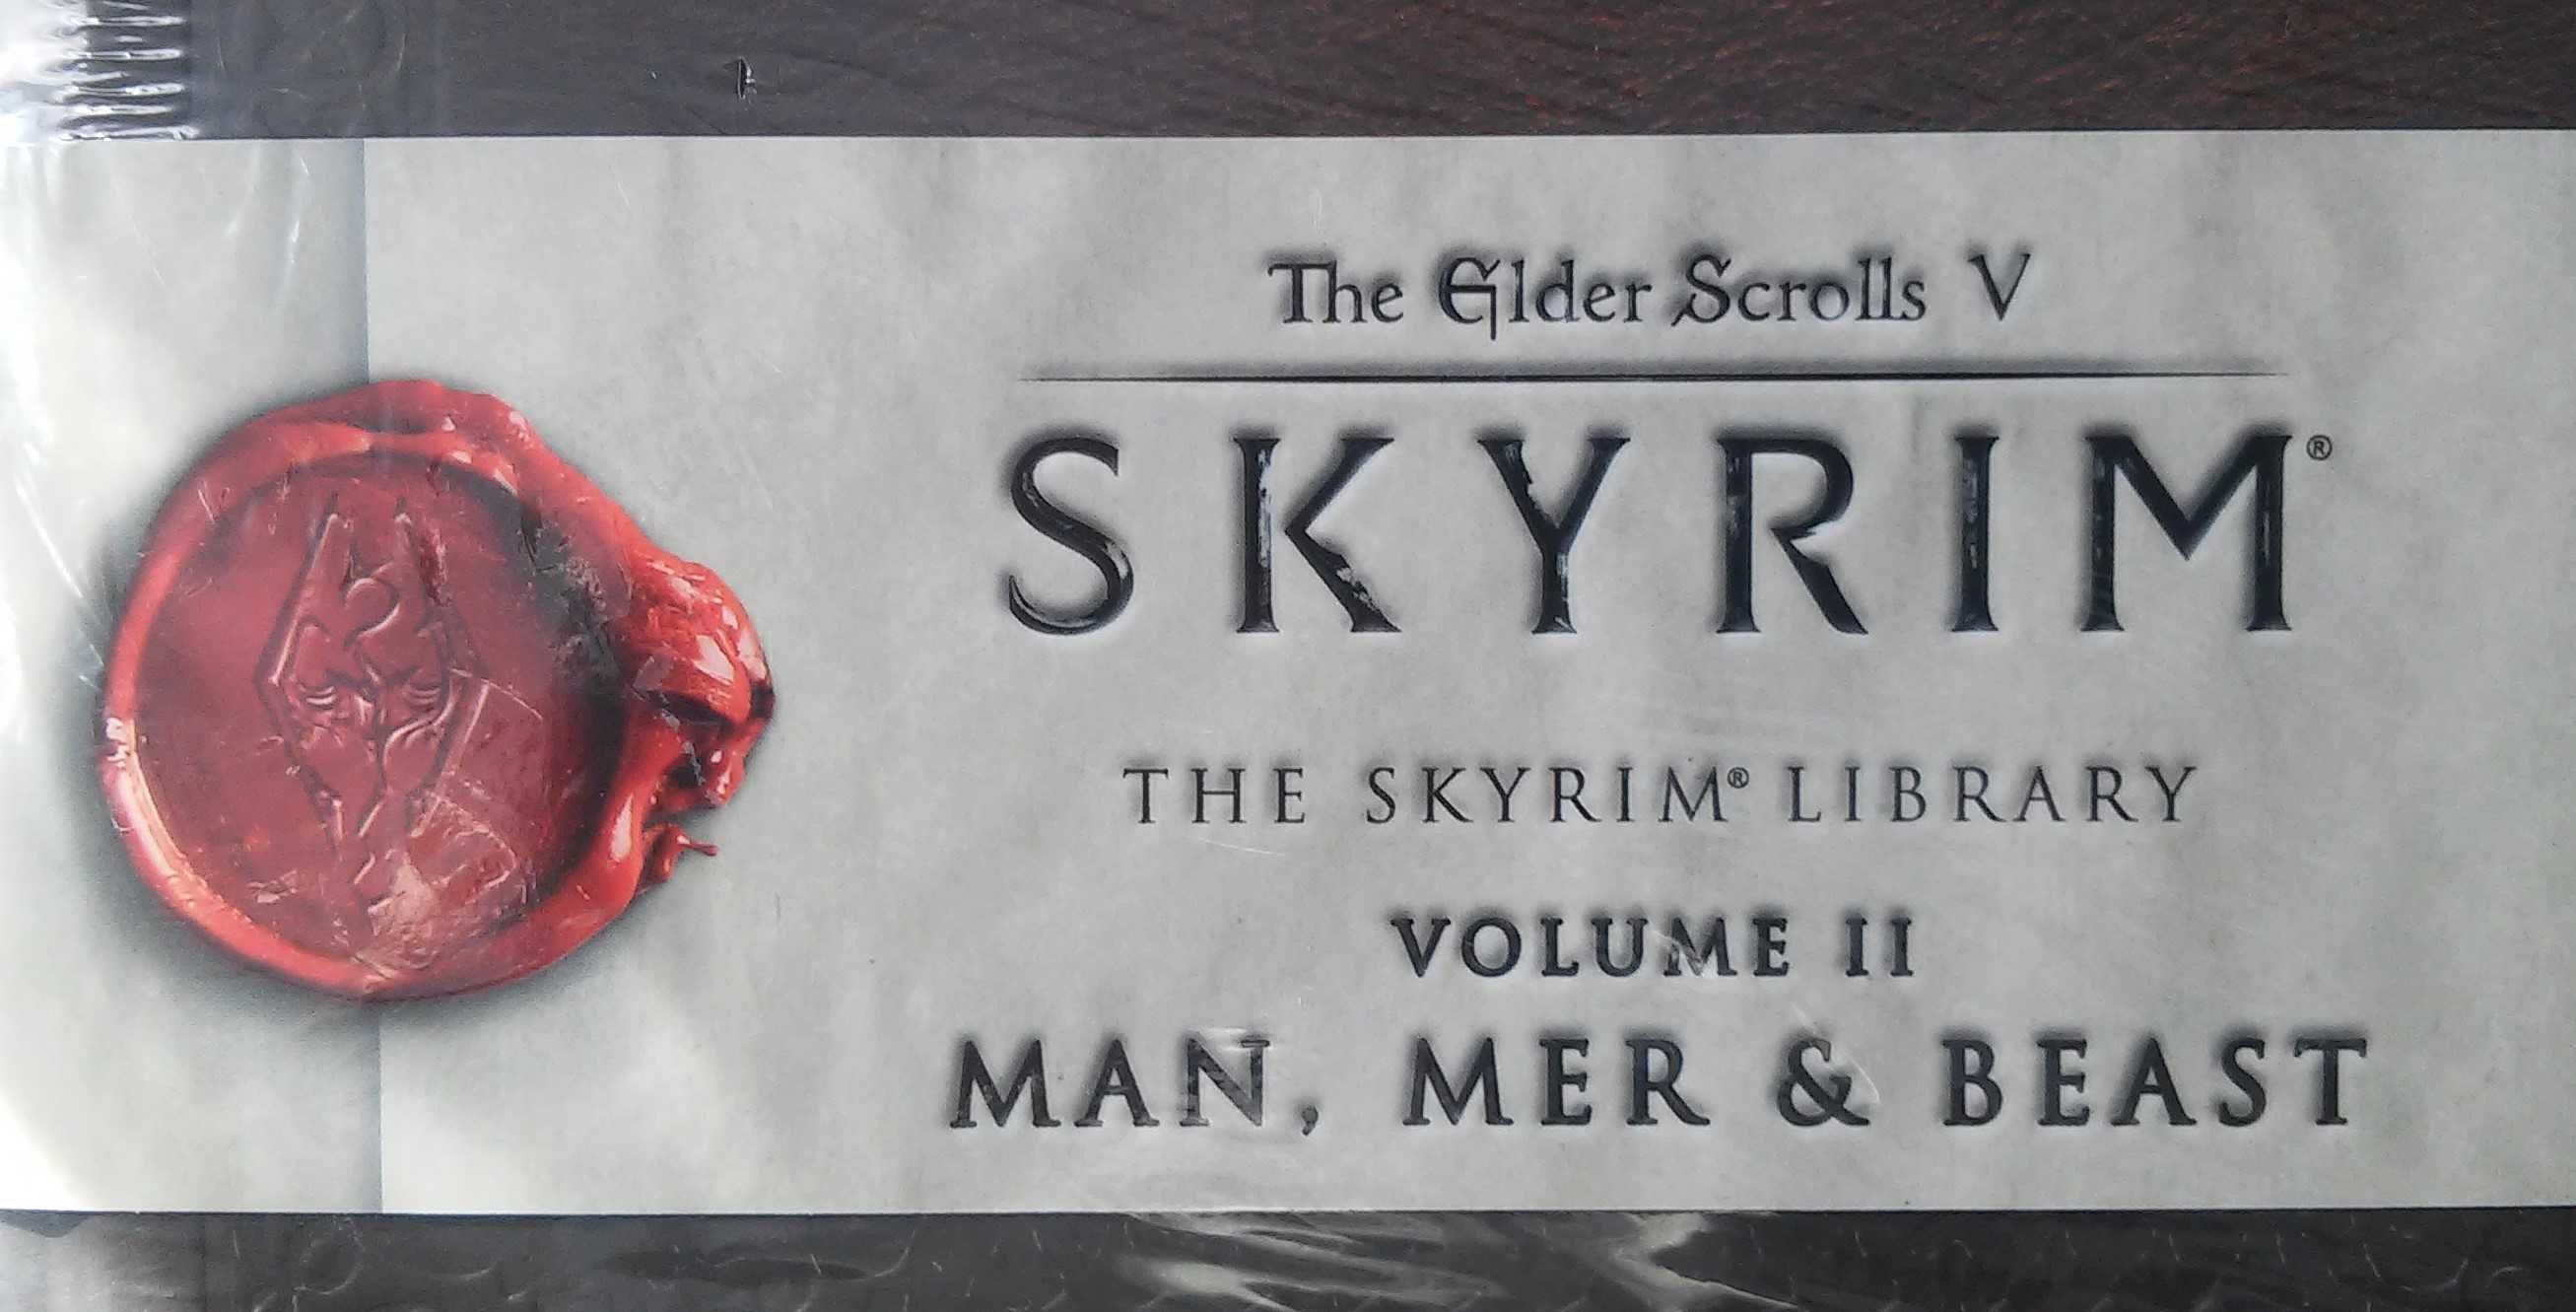 The Elder Scrolls V
SKYRIM®
THE SKYRIM® LIBRARY
VOLUME II
MAN, MER & BEAST